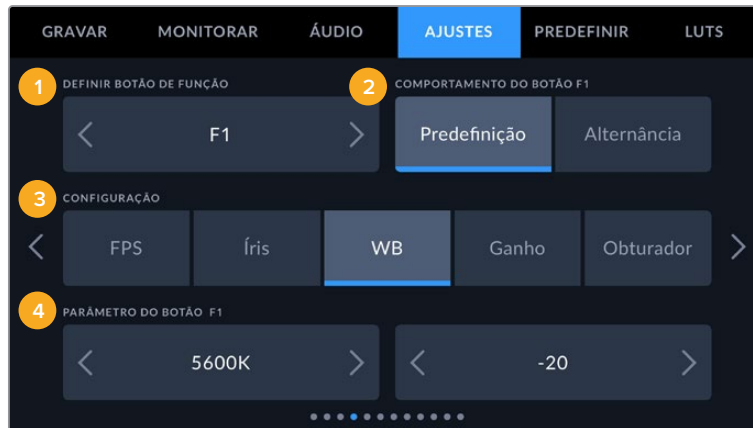 GRAVAR MONITORAR ÁUDIO AJUSTES PREDEFINIR LUTS
1 DEFINIR BOTÃO DE FUNÇÃO 2 COMPORTAMENTO DO BOTÃO F1
F1 Predefinição Alternância
3 CONFIGURAÇÃO
FPS Íris WB Ganho Obturador
4 PARÂMETRO DO BOTÃO F1
5600K -20